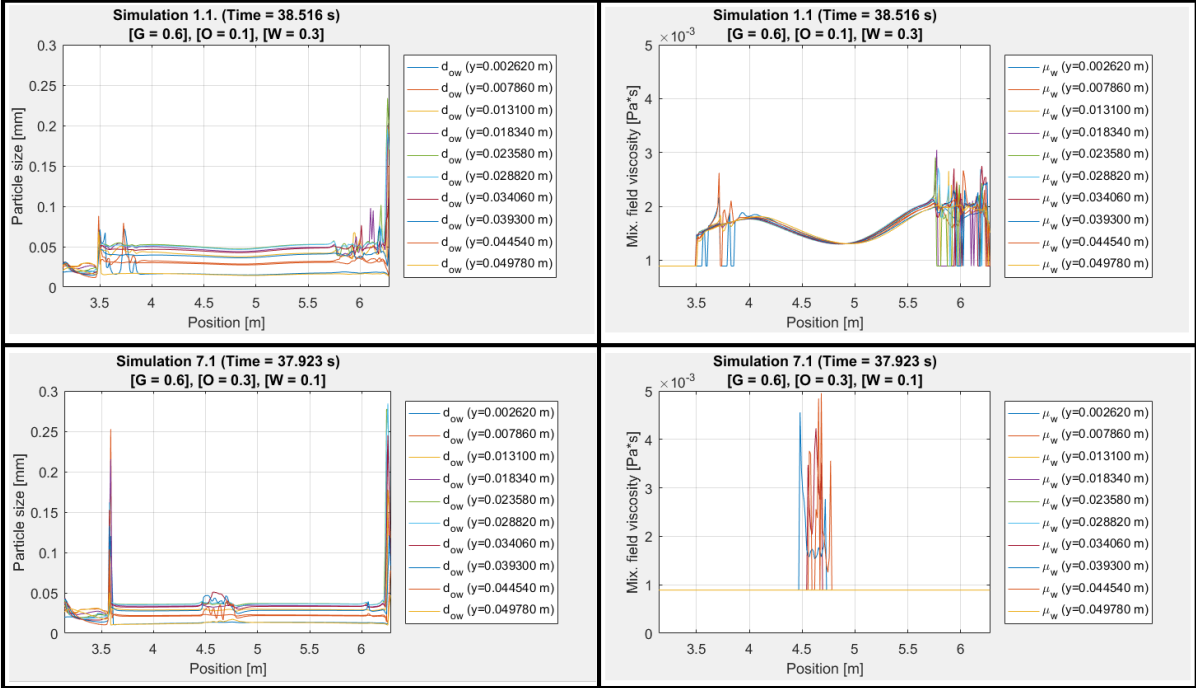 Simulation 1.1. (Time = 38.516 s)
[G = 0.6], [O = 0.1], [W = 0.3]
0.3
0.25
0.2
0.15
0.1
0.05
0
Particle size [mm]
3.5 4 4.5 5 5.5 6
Position [m]
d_ow (y=0.002620 m)
d_ow (y=0.007860 m)
d_ow (y=0.013100 m)
d_ow (y=0.018340 m)
d_ow (y=0.023580 m)
d_ow (y=0.028820 m)
d_ow (y=0.034060 m)
d_ow (y=0.039300 m)
d_ow (y=0.044540 m)
d_ow (y=0.049780 m)
Simulation 1.1 (Time = 38.516 s)
[G = 0.6], [O = 0.1], [W = 0.3]
×10^-3
5
4
3
2
1
Mix. field viscosity [Pa*s]
3.5 4 4.5 5 5.5 6
Position [m]
μ_w (y=0.002620 m)
μ_w (y=0.007860 m)
μ_w (y=0.013100 m)
μ_w (y=0.018340 m)
μ_w (y=0.023580 m)
μ_w (y=0.028820 m)
μ_w (y=0.034060 m)
μ_w (y=0.039300 m)
μ_w (y=0.044540 m)
μ_w (y=0.049780 m)
Simulation 7.1 (Time = 37.923 s)
[G = 0.6], [O = 0.3], [W = 0.1]
0.3
0.25
0.2
0.15
0.1
0.05
0
Particle size [mm]
3.5 4 4.5 5 5.5 6
Position [m]
d_ow (y=0.002620 m)
d_ow (y=0.007860 m)
d_ow (y=0.013100 m)
d_ow (y=0.018340 m)
d_ow (y=0.023580 m)
d_ow (y=0.028820 m)
d_ow (y=0.034060 m)
d_ow (y=0.039300 m)
d_ow (y=0.044540 m)
d_ow (y=0.049780 m)
Simulation 7.1 (Time = 37.923 s)
[G = 0.6], [O = 0.3], [W = 0.1]
×10^-3
5
4
3
2
1
0
Mix. field viscosity [Pa*s]
3.5 4 4.5 5 5.5 6
Position [m]
μ_w (y=0.002620 m)
μ_w (y=0.007860 m)
μ_w (y=0.013100 m)
μ_w (y=0.018340 m)
μ_w (y=0.023580 m)
μ_w (y=0.028820 m)
μ_w (y=0.034060 m)
μ_w (y=0.039300 m)
μ_w (y=0.044540 m)
μ_w (y=0.049780 m)